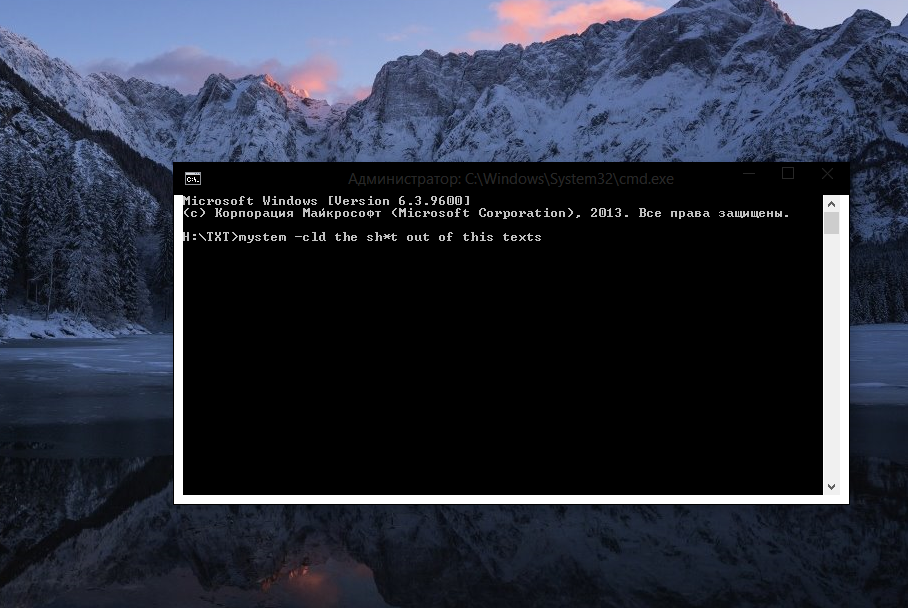 Администратор: C:\Windows\System32\cmd.exe
Microsoft Windows [Version 6.3.9600]
(c) Корпорация Майкрософт (Microsoft Corporation), 2013. Все права защищены.
H:\TXT>mystem -cld the sh*t out of this texts